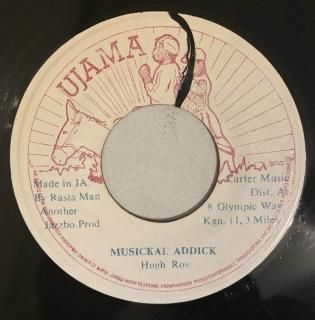 UJAMA
Made in JA.
By Rasta Man
Another
Jazzbo Prod.
Carter Music
Dist. A
8 Olympic Way
Kgn. 11, 3 Miles
MUSICKAL ADDICK
Hugh Roy